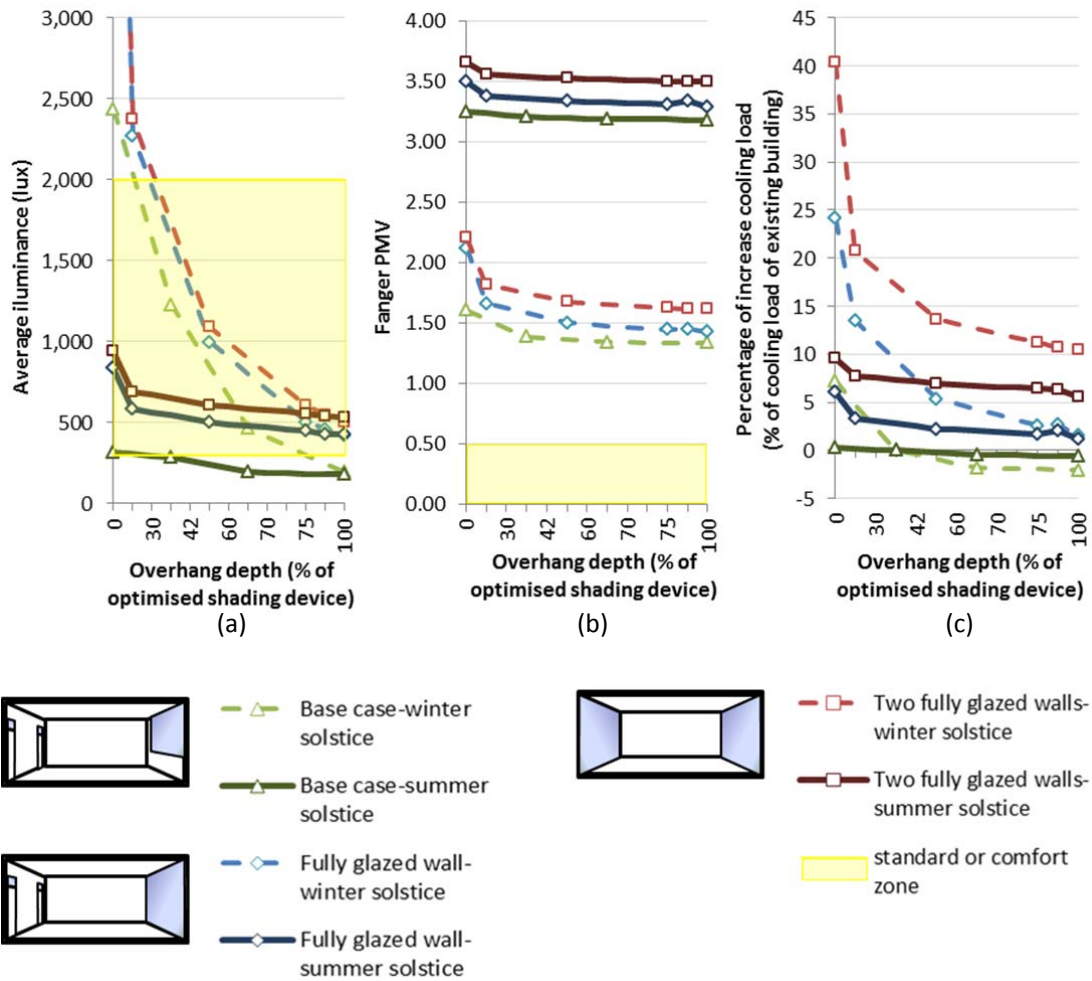 Average iluminance (lux)
3,000
2,500
2,000
1,500
1,000
500
0
0
30
42
60
70
75
100
Overhang depth (% of
optimised shading device)
(a)
Fanger PMV
4.00
3.50
3.00
2.50
2.00
1.50
1.00
0.50
0.00
0
30
42
60
70
75
100
Overhang depth (% of
optimised shading device)
(b)
Percentage of increase cooling load
(% of cooling load of existing building)
45
40
35
30
25
20
15
10
5
0
-5
0
30
42
60
70
75
100
Overhang depth (% of
optimised shading device)
(c)
Base case-winter
solstice
Base case-summer
solstice
Fully glazed wall-
winter solstice
Fully glazed wall-
summer solstice
Two fully glazed walls-
winter solstice
Two fully glazed walls-
summer solstice
standard or comfort
zone